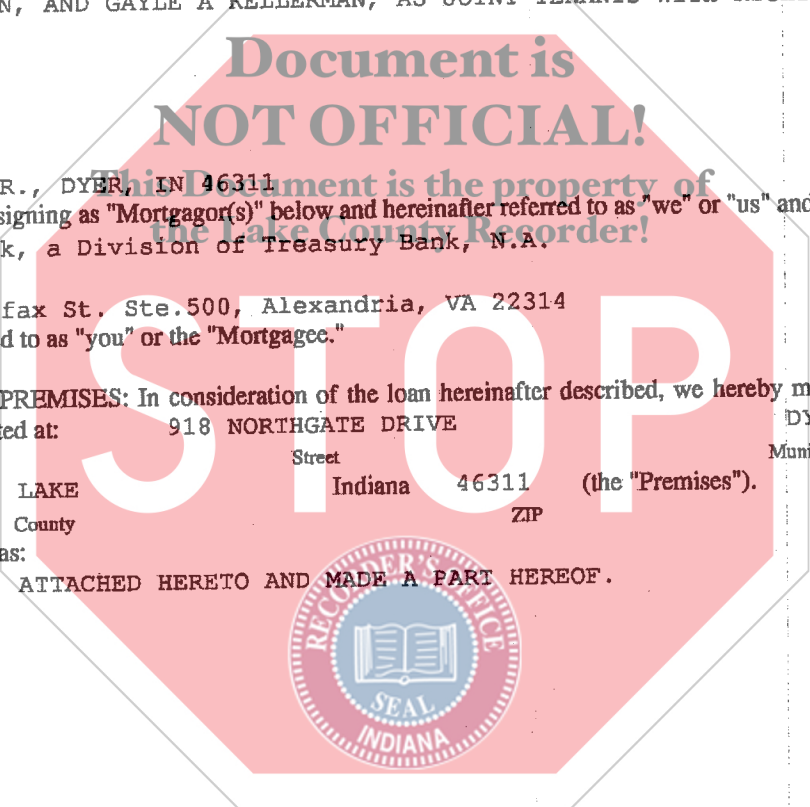 N, AND GAYLE A KELLERMAN, AS JOINT TENANTS WITH
Document is
NOT OFFICIAL!
R., DYER, IN 46311
This Document is the property of
signing as "Mortgagor(s)" below and hereinafter referred to as "we" or "us" and
the Lake County Recorder!
k, a Division of Treasury Bank, N.A.
fax St. Ste.500, Alexandria, VA 22314
d to as "you" or the "Mortgagee."
STOP
PREMISES: In consideration of the loan hereinafter described, we hereby m
ted at: 918 NORTHGATE DRIVE DY
Street Muni
LAKE Indiana 46311 (the "Premises").
County ZIP
as:
ATTACHED HERETO AND MADE A PART HEREOF.
RECORDER'S OFFICE
SEAL
INDIANA